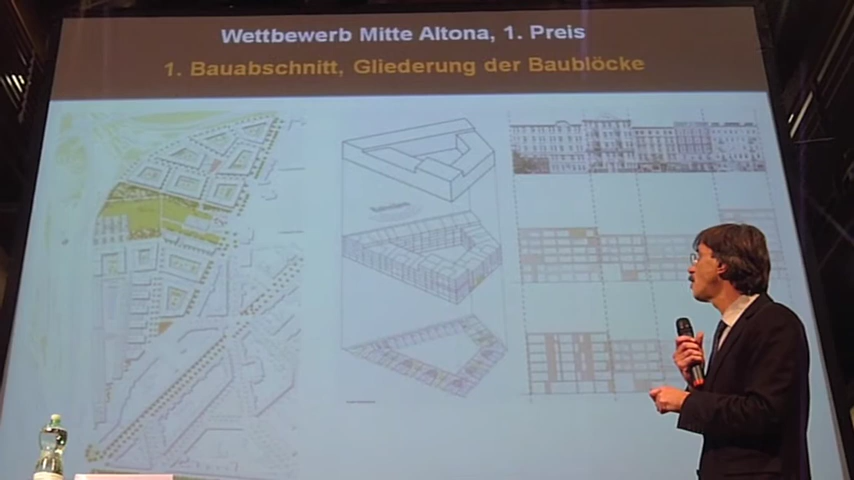 Wettbewerb Mitte Altona, 1. Preis
1. Bauabschnitt, Gliederung der Baublöcke